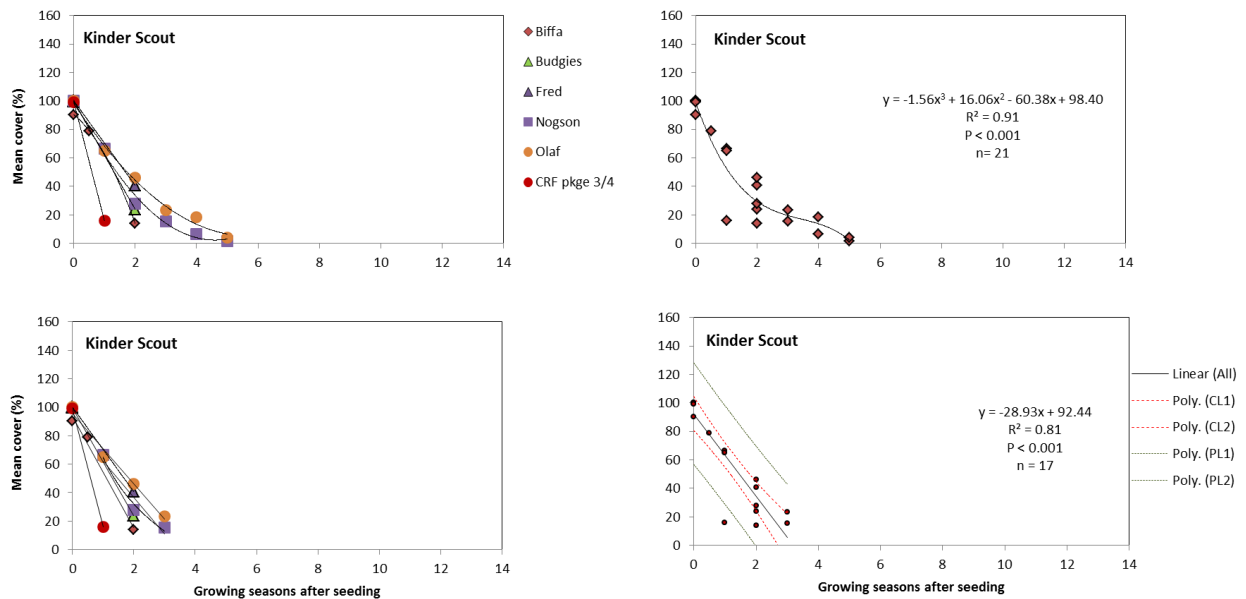 160
140
120
100
80
60
40
20
0
Mean cover (%)
Kinder Scout
0 2 4 6 8 10 12 14
Biffa
Budgies
Fred
Nogson
Olaf
CRF pkge 3/4
160
140
120
100
80
60
40
20
0
Kinder Scout
y = -1.56x³ + 16.06x² - 60.38x + 98.40
R² = 0.91
P < 0.001
n= 21
0 2 4 6 8 10 12 14
160
140
120
100
80
60
40
20
0
Mean cover (%)
Kinder Scout
0 2 4 6 8 10 12 14
Growing seasons after seeding
160
140
120
100
80
60
40
20
0
Kinder Scout
y = -28.93x + 92.44
R² = 0.81
P < 0.001
n = 17
0 2 4 6 8 10 12 14
Growing seasons after seeding
Linear (All)
Poly. (CL1)
Poly. (CL2)
Poly. (PL1)
Poly. (PL2)